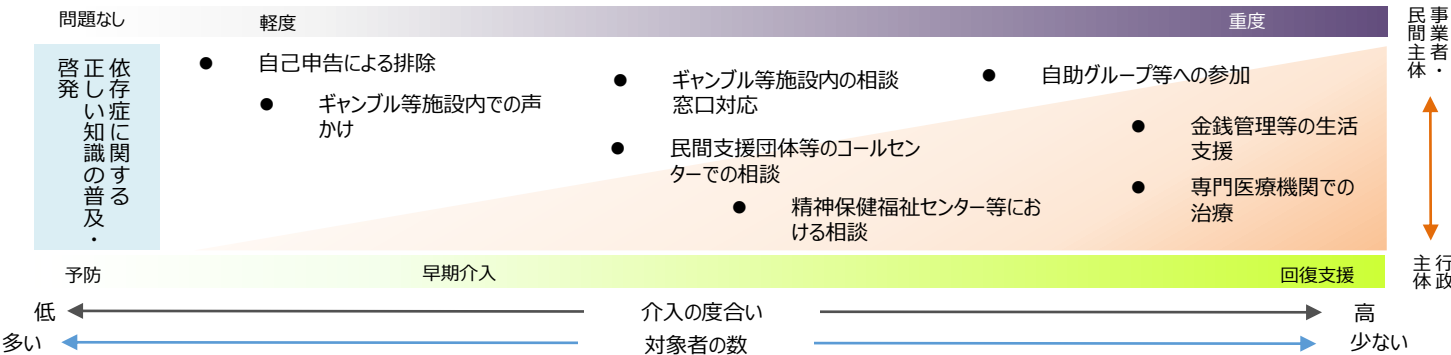 問題なし
軽度
重度
事業者・
民間主体
依存症に関する
正しい知識の普及・
啓発
● 自己申告による排除
● ギャンブル等施設内での声
かけ
● ギャンブル等施設内の相談
窓口対応
● 民間支援団体等のコールセン
ターでの相談
● 精神保健福祉センター等にお
ける相談
● 自助グループ等への参加
● 金銭管理等の生活
支援
● 専門医療機関での
治療
行政
主体
予防
早期介入
回復支援
低
介入の度合い
高
多い
対象者の数
少ない